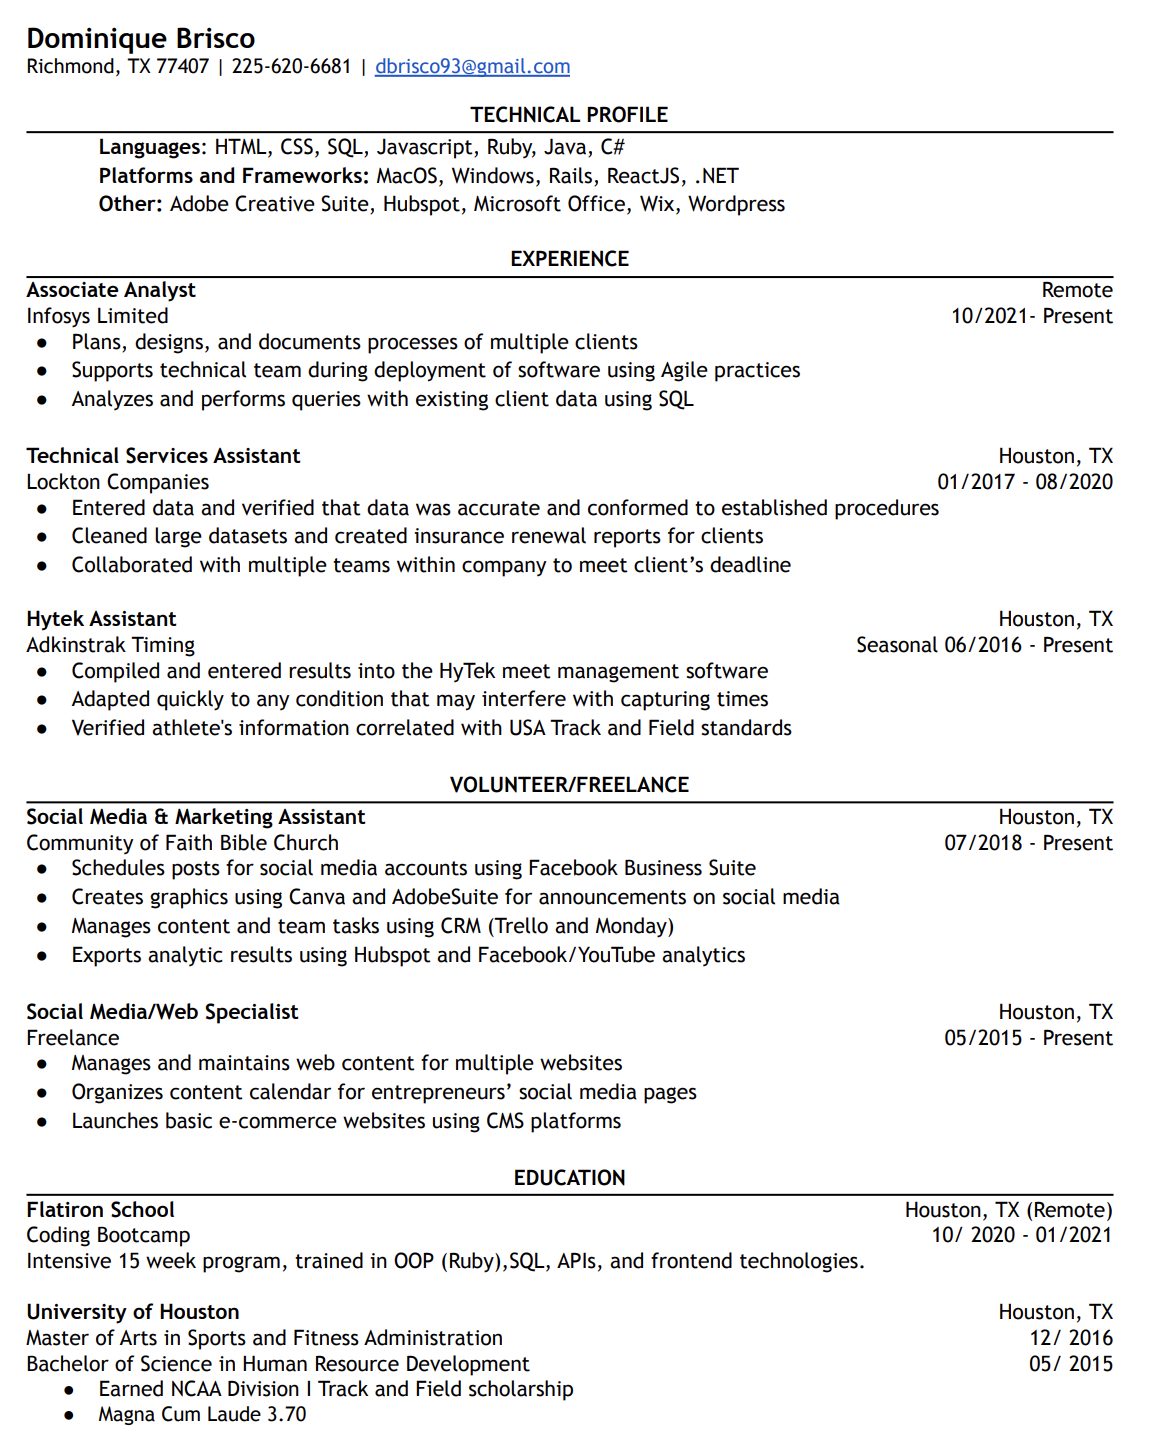 Dominique Brisco
Richmond, TX 77407 | 225-620-6681 | dbrisco93@gmail.com
TECHNICAL PROFILE
Languages: HTML, CSS, SQL, Javascript, Ruby, Java, C#
Platforms and Frameworks: MacOS, Windows, Rails, ReactJS, .NET
Other: Adobe Creative Suite, Hubspot, Microsoft Office, Wix, Wordpress
EXPERIENCE
Associate Analyst Remote
Infosys Limited 10/2021- Present
● Plans, designs, and documents processes of multiple clients
● Supports technical team during deployment of software using Agile practices
● Analyzes and performs queries with existing client data using SQL
Technical Services Assistant Houston, TX
Lockton Companies 01/2017 - 08/2020
● Entered data and verified that data was accurate and conformed to established procedures
● Cleaned large datasets and created insurance renewal reports for clients
● Collaborated with multiple teams within company to meet client’s deadline
Hytek Assistant Houston, TX
Adkinstrak Timing Seasonal 06/2016 - Present
● Compiled and entered results into the HyTek meet management software
● Adapted quickly to any condition that may interfere with capturing times
● Verified athlete's information correlated with USA Track and Field standards
VOLUNTEER/FREELANCE
Social Media & Marketing Assistant Houston, TX
Community of Faith Bible Church 07/2018 - Present
● Schedules posts for social media accounts using Facebook Business Suite
● Creates graphics using Canva and AdobeSuite for announcements on social media
● Manages content and team tasks using CRM (Trello and Monday)
● Exports analytic results using Hubspot and Facebook/YouTube analytics
Social Media/Web Specialist Houston, TX
Freelance 05/2015 - Present
● Manages and maintains web content for multiple websites
● Organizes content calendar for entrepreneurs’ social media pages
● Launches basic e-commerce websites using CMS platforms
EDUCATION
Flatiron School Houston, TX (Remote)
Coding Bootcamp 10/ 2020 - 01/2021
Intensive 15 week program, trained in OOP (Ruby),SQL, APIs, and frontend technologies.
University of Houston Houston, TX
Master of Arts in Sports and Fitness Administration 12/ 2016
Bachelor of Science in Human Resource Development 05/ 2015
● Earned NCAA Division I Track and Field scholarship
● Magna Cum Laude 3.70